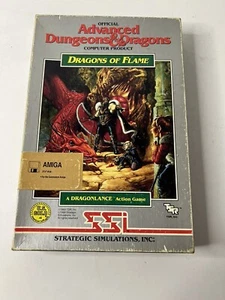 OFFICIAL
Advanced
Dungeons & Dragons
COMPUTER PRODUCT
DRAGONS OF FLAME
AMIGA
TSR
A DRAGONLANCE Action Game
SSI
STRATEGIC SIMULATIONS, INC.